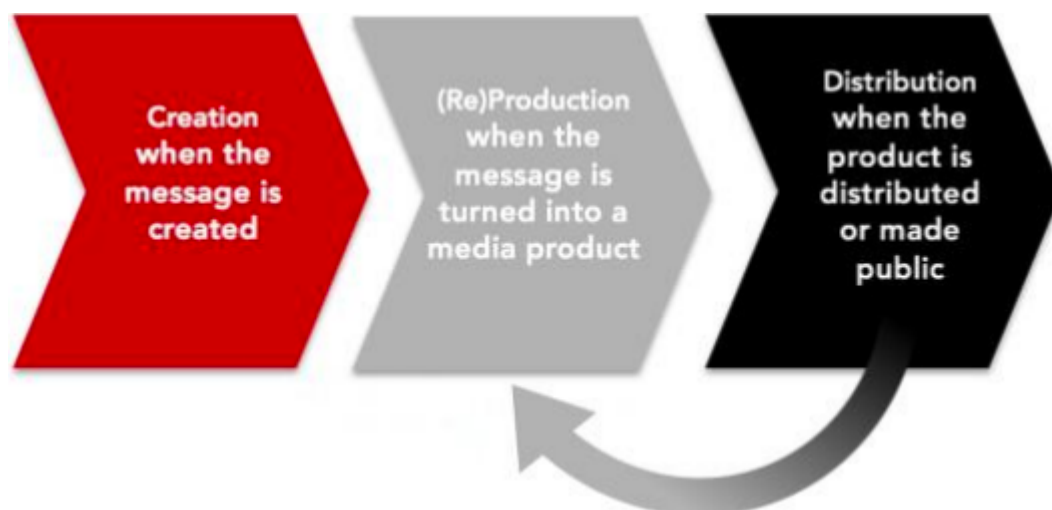 Creation
when the
message is
created
(Re)Production
when the
message is
turned into a
media product
Distribution
when the
product is
distributed
or made
public